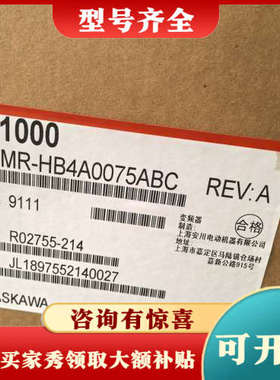 型号齐全
1000
MR-HB4A0075ABC
REV:A
9111
合格
变频器
制造
上海安川电动机器有限公司
R02755-214
地址
上海市嘉定区马陆镇仓场村
嘉新公路915号
JL1897552140027
ASKAWA
咨询有惊喜
买家秀领取大额补贴
可开